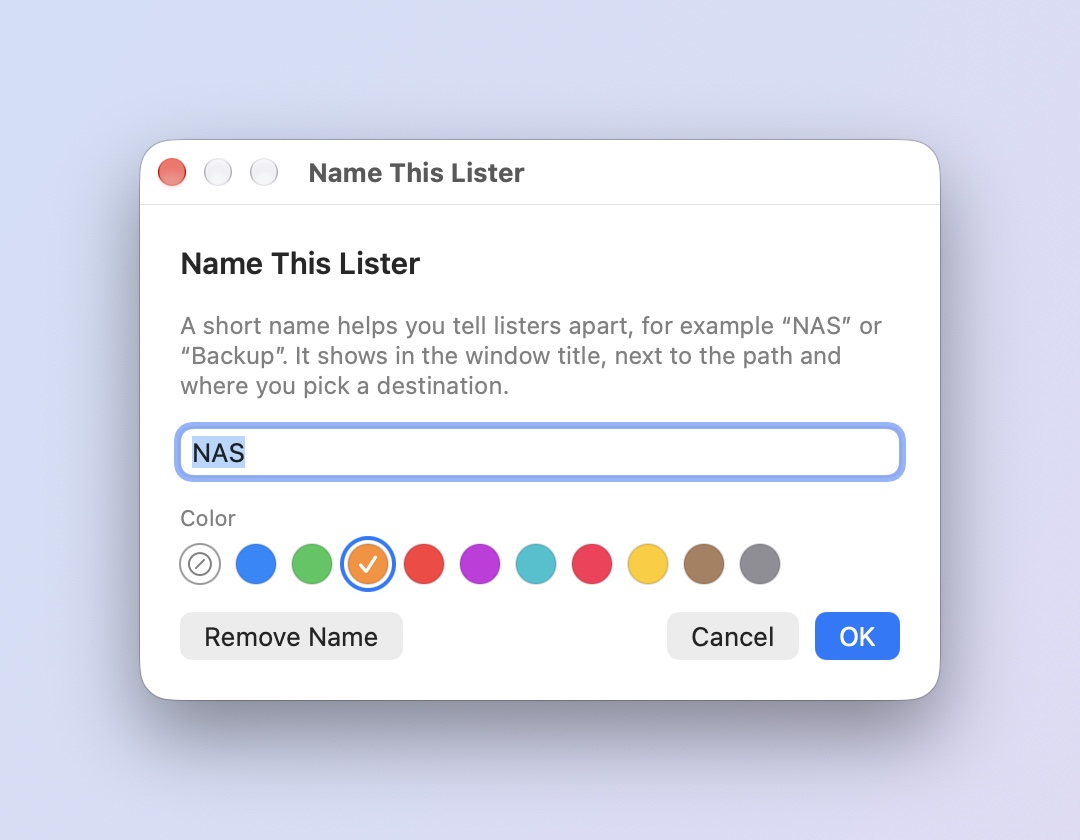 Name This Lister
Name This Lister
A short name helps you tell listers apart, for example “NAS” or
“Backup”. It shows in the window title, next to the path and
where you pick a destination.
NAS
Color
Remove Name
Cancel
OK